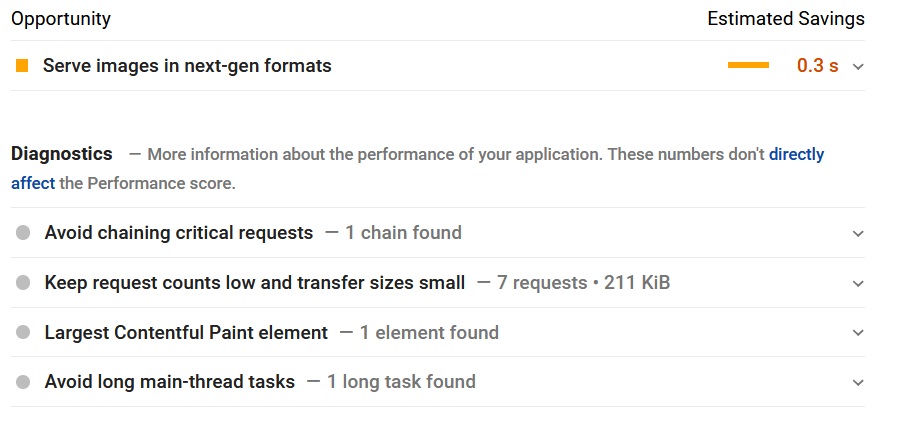 Opportunity Estimated Savings
Serve images in next-gen formats 0.3 s
Diagnostics — More information about the performance of your application. These numbers don't directly
affect the Performance score.
Avoid chaining critical requests — 1 chain found
Keep request counts low and transfer sizes small — 7 requests • 211 KiB
Largest Contentful Paint element — 1 element found
Avoid long main-thread tasks — 1 long task found